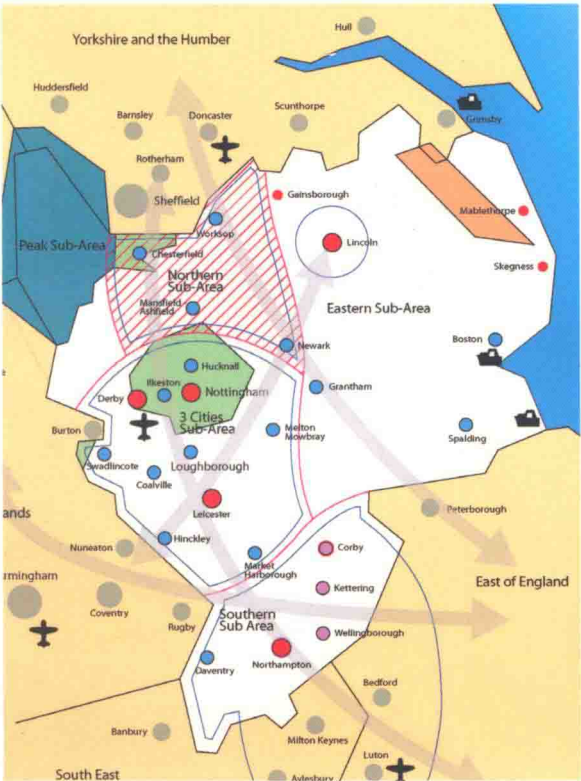 Hull
Yorkshire and the Humber
Huddersfield
Barnsley
Doncaster
Scunthorpe
Grimsby
Rotherham
Sheffield
Gainsborough
Mablethorpe
Worksop
Peak Sub-Area
Chesterfield
Lincoln
Skegness
Northern
Sub-Area
Mansfield
Ashfield
Eastern Sub-Area
Newark
Boston
Hucknall
Ilkeston
Nottingham
Grantham
Derby
3 Cities
Sub-Area
Burton
Melton
Mowbray
Spalding
Swadlincote
Loughborough
Coalville
Leicester
Peterborough
ands
Hinckley
Nuneaton
Corby
Market
Harborough
rmingham
Kettering
East of England
Coventry
Rugby
Southern
Sub Area
Wellingborough
Northampton
Daventry
Bedford
Banbury
Milton Keynes
Luton
South East
Aylesbury